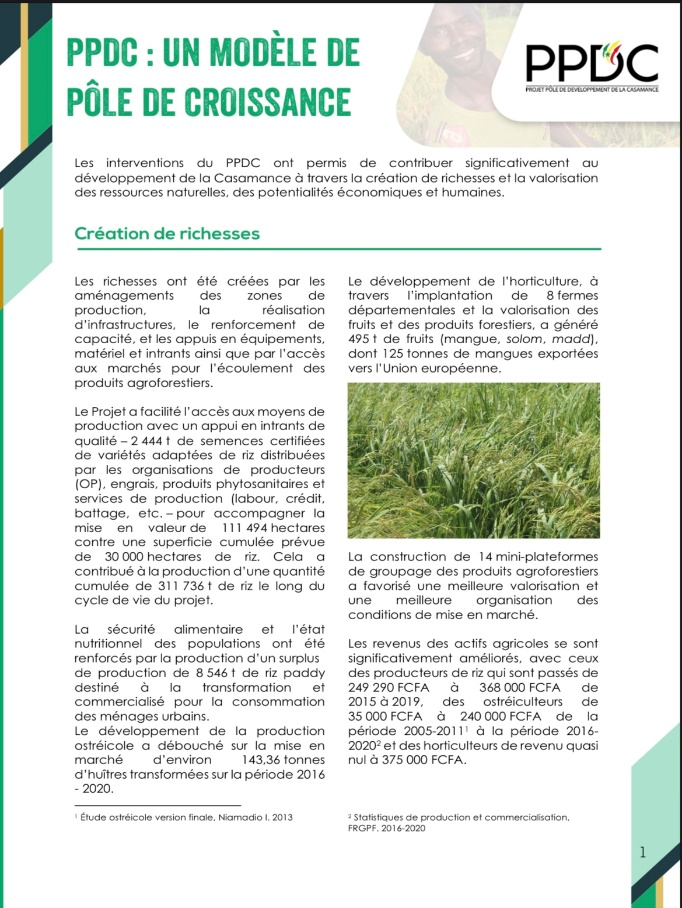 PPDC : UN MODÈLE DE
PÔLE DE CROISSANCE
PPDC
PROJET PÔLE DE DEVELOPPEMENT DE LA CASAMANCE
Les interventions du PPDC ont permis de contribuer significativement au
développement de la Casamance à travers la création de richesses et la valorisation
des ressources naturelles, des potentialités économiques et humaines.
Création de richesses
Les richesses ont été créées par les
aménagements des zones de
production, la réalisation
d’infrastructures, le renforcement de
capacité, et les appuis en équipements,
matériel et intrants ainsi que par l’accès
aux marchés pour l’écoulement des
produits agroforestiers.
Le Projet a facilité l’accès aux moyens de
production avec un appui en intrants de
qualité – 2 444 t de semences certifiées
de variétés adaptées de riz distribuées
par les organisations de producteurs
(OP), engrais, produits phytosanitaires et
services de production (labour, crédit,
battage, etc. – pour accompagner la
mise en valeur de 111 494 hectares
contre une superficie cumulée prévue
de 30 000 hectares de riz. Cela a
contribué à la production d’une quantité
cumulée de 311 736 t de riz le long du
cycle de vie du projet.
La sécurité alimentaire et l’état
nutritionnel des populations ont été
renforcés par la production d’un surplus
de production de 8 546 t de riz paddy
destiné à la transformation et
commercialisé pour la consommation
des ménages urbains.
Le développement de la production
ostréicole a débouché sur la mise en
marché d’environ 143,36 tonnes
d’huîtres transformées sur la période 2016
- 2020.
Le développement de l’horticulture, à
travers l’implantation de 8 fermes
départementales et la valorisation des
fruits et des produits forestiers, a généré
495 t de fruits (mangue, solom, madd),
dont 125 tonnes de mangues exportées
vers l’Union européenne.
La construction de 14 mini-plateformes
de groupage des produits agroforestiers
a favorisé une meilleure valorisation et
une meilleure organisation des
conditions de mise en marché.
Les revenus des actifs agricoles se sont
significativement améliorés, avec ceux
des producteurs de riz qui sont passés de
249 290 FCFA à 368 000 FCFA de
2015 à 2019, des ostréiculteurs de
35 000 FCFA à 240 000 FCFA de la
période 2005-2011¹ à la période 2016-
2020² et des horticulteurs de revenu quasi
nul à 375 000 FCFA.
¹ Étude ostréicole version finale, Niamadio I. 2013
² Statistiques de production et commercialisation,
FRGPF. 2016-2020
1